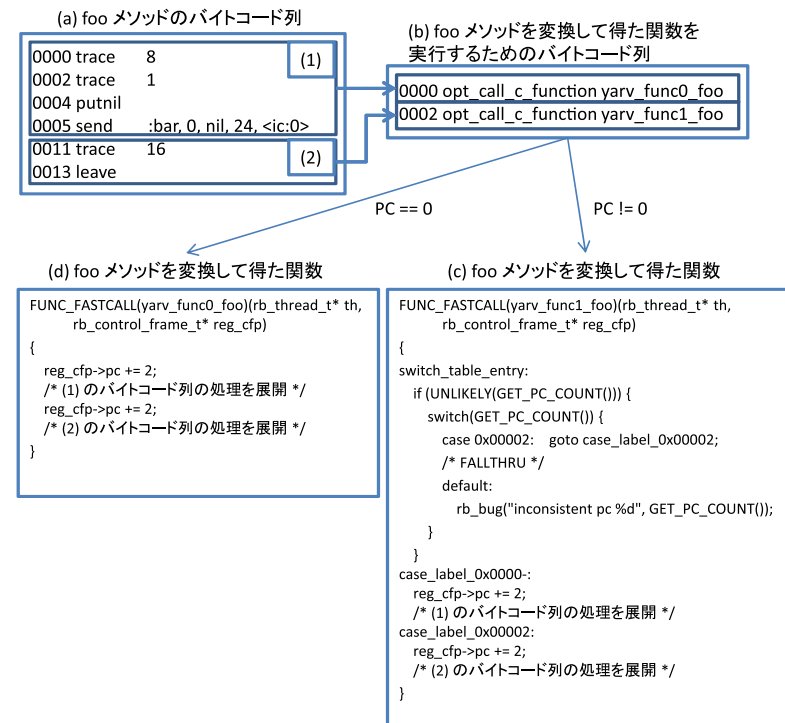 (a) foo メソッドのバイトコード列
0000 trace 8
(1)
0002 trace 1
0004 putnil
0005 send :bar, 0, nil, 24, <ic:0>
0011 trace 16
(2)
0013 leave
(b) foo メソッドを変換して得た関数を
実行するためのバイトコード列
0000 opt_call_c_function yarv_func0_foo
0002 opt_call_c_function yarv_func1_foo
PC == 0
PC != 0
(d) foo メソッドを変換して得た関数
FUNC_FASTCALL(yarv_func0_foo)(rb_thread_t* th,
rb_control_frame_t* reg_cfp)
{
reg_cfp->pc += 2;
/* (1) のバイトコード列の処理を展開 */
reg_cfp->pc += 2;
/* (2) のバイトコード列の処理を展開 */
}
(c) foo メソッドを変換して得た関数
FUNC_FASTCALL(yarv_func1_foo)(rb_thread_t* th,
rb_control_frame_t* reg_cfp)
{
switch_table_entry:
if (UNLIKELY(GET_PC_COUNT())) {
switch(GET_PC_COUNT()) {
case 0x00002: goto case_label_0x00002;
/* FALLTHRU */
default:
rb_bug("inconsistent pc %d", GET_PC_COUNT());
}
}
case_label_0x0000-:
reg_cfp->pc += 2;
/* (1) のバイトコード列の処理を展開 */
case_label_0x00002:
reg_cfp->pc += 2;
/* (2) のバイトコード列の処理を展開 */
}